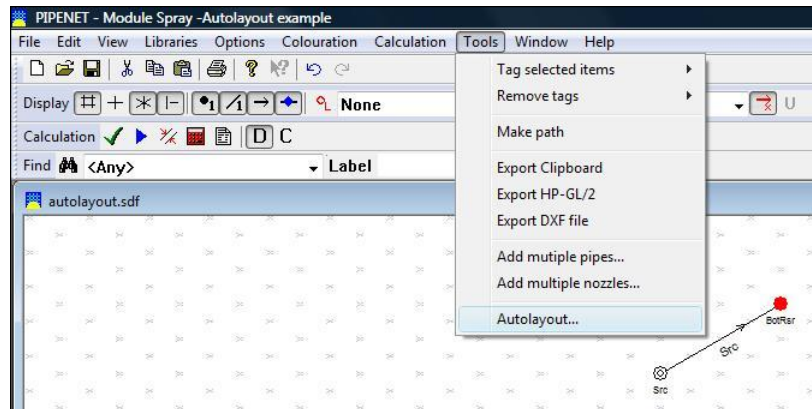 PIPENET - Module Spray -Autolayout example
File Edit View Libraries Options Colouration Calculation Tools Window Help
Tag selected items
Remove tags
Make path
Export Clipboard
Export HP-GL/2
Export DXF file
Add mutiple pipes...
Add multiple nozzles...
Autolayout...
Display None U
Calculation D C
Find <Any> Label
autolayout.sdf
BotRsr
Src
Src